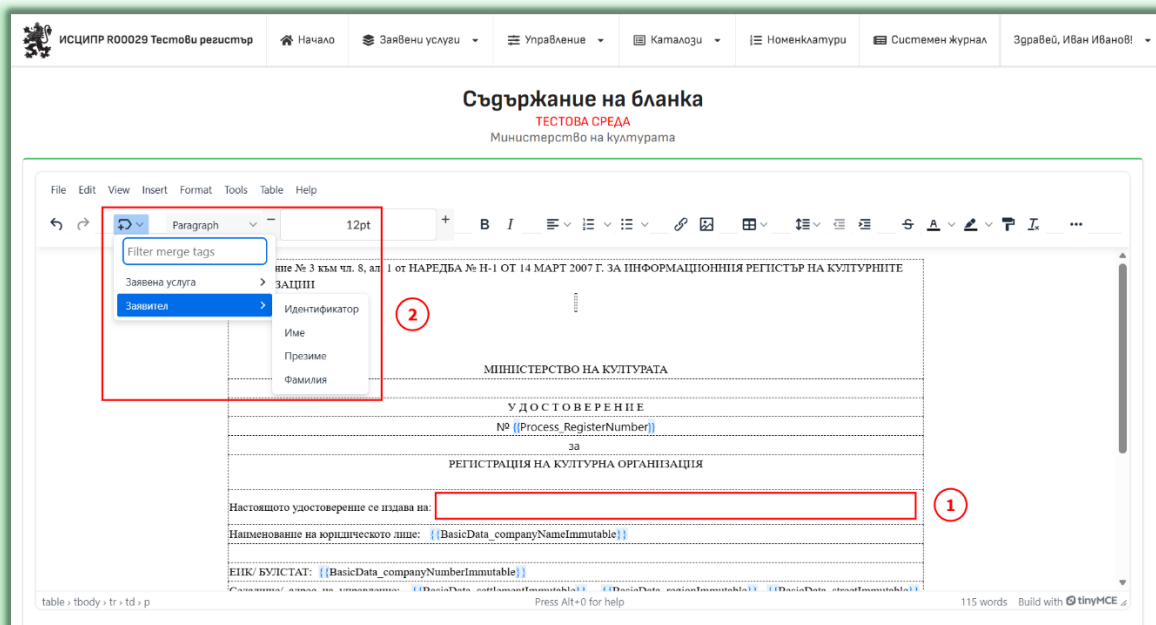 ИСЦИПР R00029 Тестови регистър Начало Заявени услуги Управление Каталози Номенклатури Системен журнал Здравей, Иван Иванов!
Съдържание на бланка
ТЕСТОВА СРЕДА
Министерство на културата
File Edit View Insert Format Tools Table Help
Paragraph − 12pt + B I
Filter merge tags
Заявена услуга
Заявител
Идентификатор
Име
Презиме
Фамилия
2
№ 3 към чл. 8, ал. 1 от НАРЕДБА № Н-1 ОТ 14 МАРТ 2007 Г. ЗА ИНФОРМАЦИОННИЯ РЕГИСТЪР НА КУЛТУРНИТЕ
МИНИСТЕРСТВО НА КУЛТУРАТА
У Д О С Т О В Е Р Е Н И Е
№ {{Process_RegisterNumber}}
за
РЕГИСТРАЦИЯ НА КУЛТУРНА ОРГАНИЗАЦИЯ
Настоящото удостоверение се издава на:
1
Наименование на юридическото лице: {{BasicData_companyNameImmutable}}
ЕИК/ БУЛСТАТ: {{BasicData_companyNumberImmutable}}
table › tbody › tr › td › p Press Alt+0 for help 115 words Build with tinyMCE